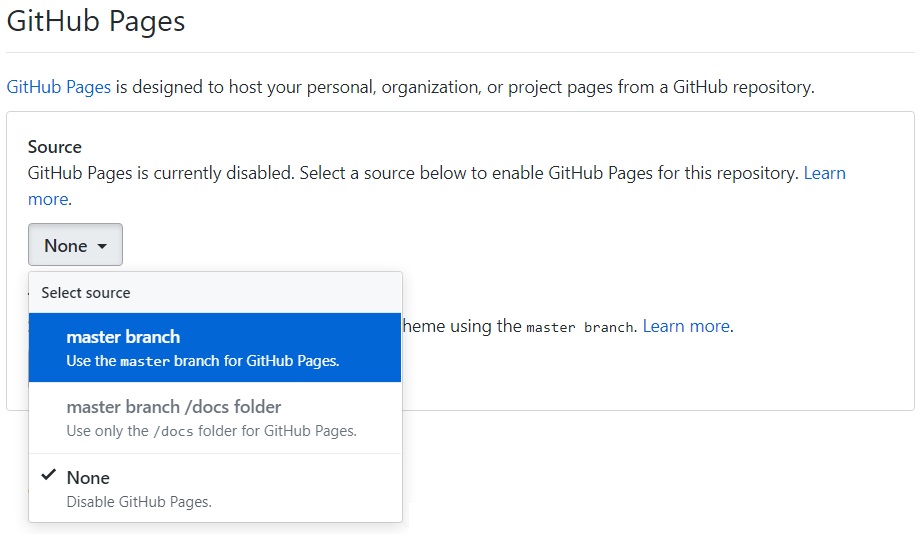 GitHub Pages
GitHub Pages is designed to host your personal, organization, or project pages from a GitHub repository.
Source
GitHub Pages is currently disabled. Select a source below to enable GitHub Pages for this repository. Learn
more.
None
Select source
heme using the master branch. Learn more.
master branch
Use the master branch for GitHub Pages.
master branch /docs folder
Use only the /docs folder for GitHub Pages.
None
Disable GitHub Pages.